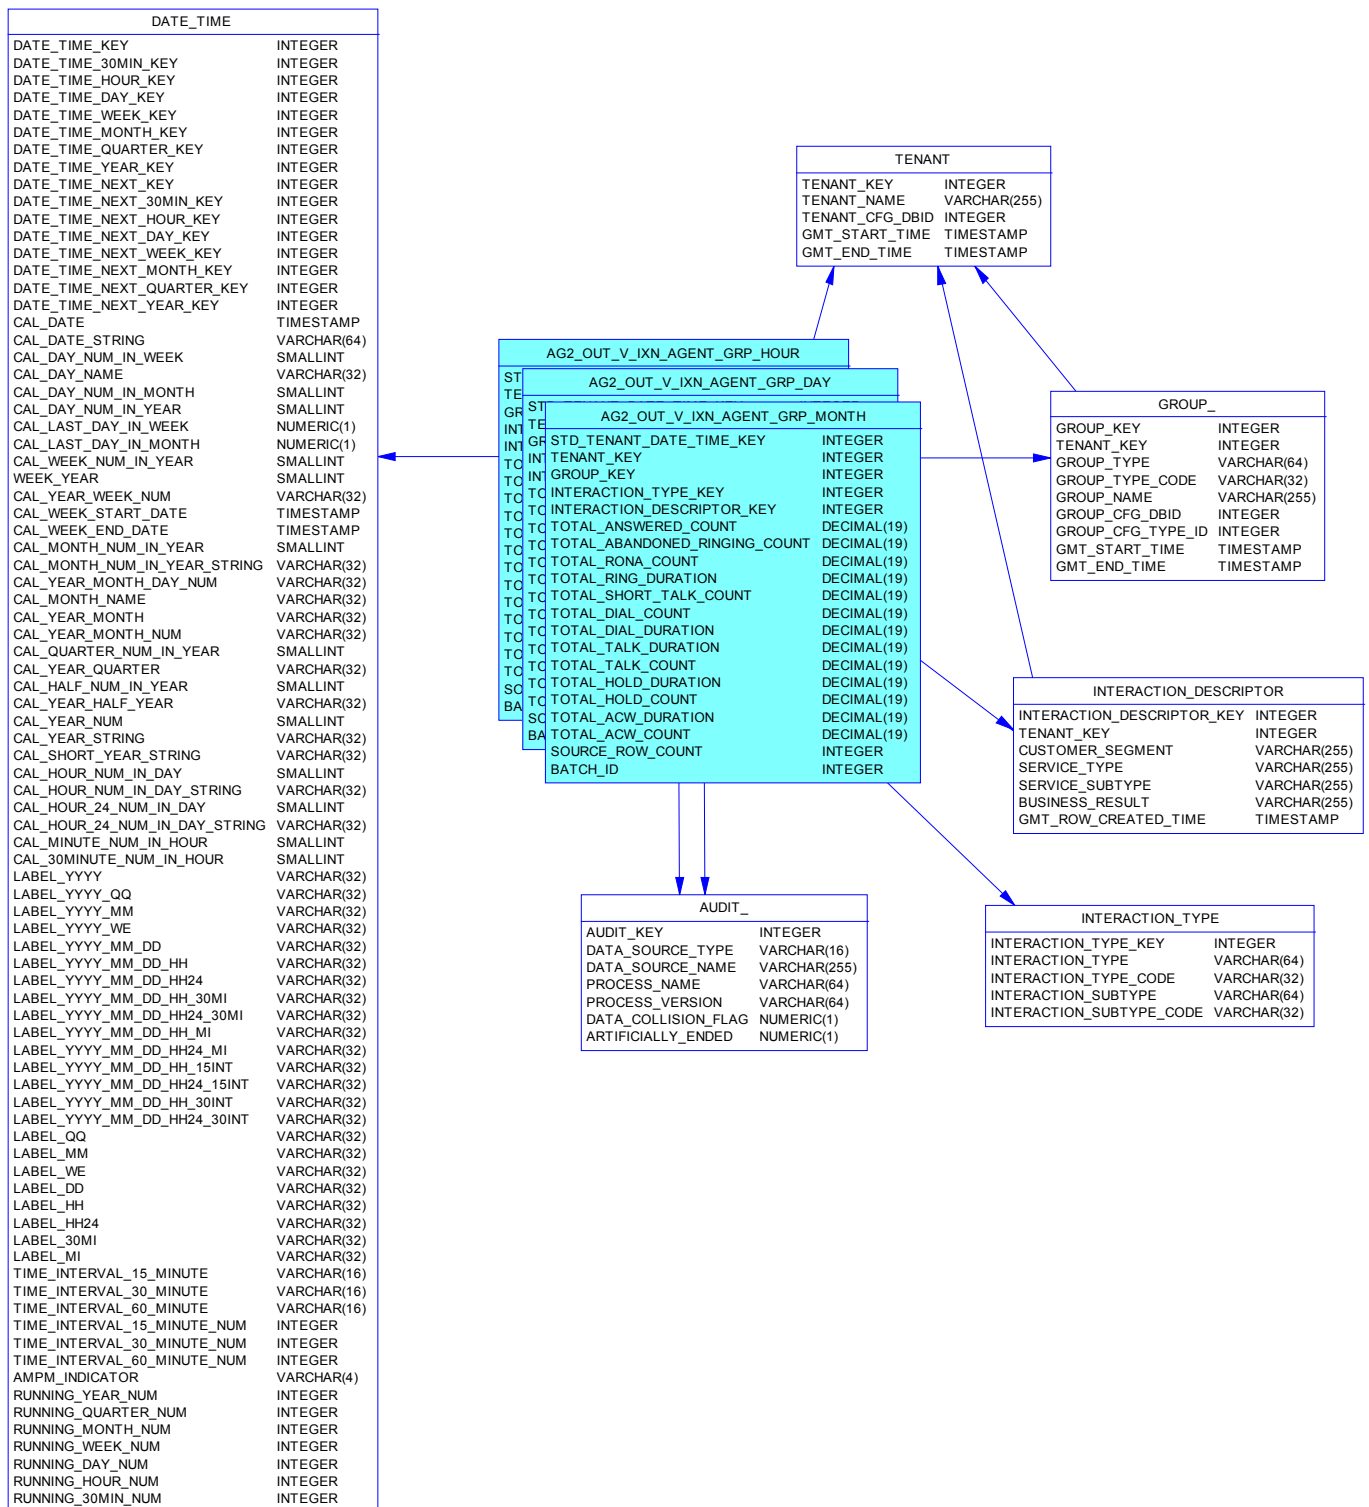 DATE_TIME
DATE_TIME_KEY INTEGER
DATE_TIME_30MIN_KEY INTEGER
DATE_TIME_HOUR_KEY INTEGER
DATE_TIME_DAY_KEY INTEGER
DATE_TIME_WEEK_KEY INTEGER
DATE_TIME_MONTH_KEY INTEGER
DATE_TIME_QUARTER_KEY INTEGER
DATE_TIME_YEAR_KEY INTEGER
DATE_TIME_NEXT_KEY INTEGER
DATE_TIME_NEXT_30MIN_KEY INTEGER
DATE_TIME_NEXT_HOUR_KEY INTEGER
DATE_TIME_NEXT_DAY_KEY INTEGER
DATE_TIME_NEXT_WEEK_KEY INTEGER
DATE_TIME_NEXT_MONTH_KEY INTEGER
DATE_TIME_NEXT_QUARTER_KEY INTEGER
DATE_TIME_NEXT_YEAR_KEY INTEGER
CAL_DATE TIMESTAMP
CAL_DATE_STRING VARCHAR(64)
CAL_DAY_NUM_IN_WEEK SMALLINT
CAL_DAY_NAME VARCHAR(32)
CAL_DAY_NUM_IN_MONTH SMALLINT
CAL_DAY_NUM_IN_YEAR SMALLINT
CAL_LAST_DAY_IN_WEEK NUMERIC(1)
CAL_LAST_DAY_IN_MONTH NUMERIC(1)
CAL_WEEK_NUM_IN_YEAR SMALLINT
WEEK_YEAR SMALLINT
CAL_YEAR_WEEK_NUM VARCHAR(32)
CAL_WEEK_START_DATE TIMESTAMP
CAL_WEEK_END_DATE TIMESTAMP
CAL_MONTH_NUM_IN_YEAR SMALLINT
CAL_MONTH_NUM_IN_YEAR_STRING VARCHAR(32)
CAL_YEAR_MONTH_DAY_NUM VARCHAR(32)
CAL_MONTH_NAME VARCHAR(32)
CAL_YEAR_MONTH VARCHAR(32)
CAL_YEAR_MONTH_NUM VARCHAR(32)
CAL_QUARTER_NUM_IN_YEAR SMALLINT
CAL_YEAR_QUARTER VARCHAR(32)
CAL_HALF_NUM_IN_YEAR SMALLINT
CAL_YEAR_HALF_YEAR VARCHAR(32)
CAL_YEAR_NUM SMALLINT
CAL_YEAR_STRING VARCHAR(32)
CAL_SHORT_YEAR_STRING VARCHAR(32)
CAL_HOUR_NUM_IN_DAY SMALLINT
CAL_HOUR_NUM_IN_DAY_STRING VARCHAR(32)
CAL_HOUR_24_NUM_IN_DAY SMALLINT
CAL_HOUR_24_NUM_IN_DAY_STRING VARCHAR(32)
CAL_MINUTE_NUM_IN_HOUR SMALLINT
CAL_30MINUTE_NUM_IN_HOUR SMALLINT
LABEL_YYYY VARCHAR(32)
LABEL_YYYY_QQ VARCHAR(32)
LABEL_YYYY_MM VARCHAR(32)
LABEL_YYYY_WE VARCHAR(32)
LABEL_YYYY_MM_DD VARCHAR(32)
LABEL_YYYY_MM_DD_HH VARCHAR(32)
LABEL_YYYY_MM_DD_HH24 VARCHAR(32)
LABEL_YYYY_MM_DD_HH_30MI VARCHAR(32)
LABEL_YYYY_MM_DD_HH24_30MI VARCHAR(32)
LABEL_YYYY_MM_DD_HH_MI VARCHAR(32)
LABEL_YYYY_MM_DD_HH24_MI VARCHAR(32)
LABEL_YYYY_MM_DD_HH_15INT VARCHAR(32)
LABEL_YYYY_MM_DD_HH24_15INT VARCHAR(32)
LABEL_YYYY_MM_DD_HH_30INT VARCHAR(32)
LABEL_YYYY_MM_DD_HH24_30INT VARCHAR(32)
LABEL_QQ VARCHAR(32)
LABEL_MM VARCHAR(32)
LABEL_WE VARCHAR(32)
LABEL_DD VARCHAR(32)
LABEL_HH VARCHAR(32)
LABEL_HH24 VARCHAR(32)
LABEL_30MI VARCHAR(32)
LABEL_MI VARCHAR(32)
TIME_INTERVAL_15_MINUTE VARCHAR(16)
TIME_INTERVAL_30_MINUTE VARCHAR(16)
TIME_INTERVAL_60_MINUTE VARCHAR(16)
TIME_INTERVAL_15_MINUTE_NUM INTEGER
TIME_INTERVAL_30_MINUTE_NUM INTEGER
TIME_INTERVAL_60_MINUTE_NUM INTEGER
AMPM_INDICATOR VARCHAR(4)
RUNNING_YEAR_NUM INTEGER
RUNNING_QUARTER_NUM INTEGER
RUNNING_MONTH_NUM INTEGER
RUNNING_WEEK_NUM INTEGER
RUNNING_DAY_NUM INTEGER
RUNNING_HOUR_NUM INTEGER
RUNNING_30MIN_NUM INTEGER
TENANT
TENANT_KEY INTEGER
TENANT_NAME VARCHAR(255)
TENANT_CFG_DBID INTEGER
GMT_START_TIME TIMESTAMP
GMT_END_TIME TIMESTAMP
AG2_OUT_V_IXN_AGENT_GRP_HOUR
AG2_OUT_V_IXN_AGENT_GRP_DAY
AG2_OUT_V_IXN_AGENT_GRP_MONTH
STD_TENANT_DATE_TIME_KEY INTEGER
TENANT_KEY INTEGER
GROUP_KEY INTEGER
INTERACTION_TYPE_KEY INTEGER
INTERACTION_DESCRIPTOR_KEY INTEGER
TOTAL_ANSWERED_COUNT DECIMAL(19)
TOTAL_ABANDONED_RINGING_COUNT DECIMAL(19)
TOTAL_RONA_COUNT DECIMAL(19)
TOTAL_RING_DURATION DECIMAL(19)
TOTAL_SHORT_TALK_COUNT DECIMAL(19)
TOTAL_DIAL_COUNT DECIMAL(19)
TOTAL_DIAL_DURATION DECIMAL(19)
TOTAL_TALK_DURATION DECIMAL(19)
TOTAL_TALK_COUNT DECIMAL(19)
TOTAL_HOLD_DURATION DECIMAL(19)
TOTAL_HOLD_COUNT DECIMAL(19)
TOTAL_ACW_DURATION DECIMAL(19)
TOTAL_ACW_COUNT DECIMAL(19)
SOURCE_ROW_COUNT INTEGER
BATCH_ID INTEGER
GROUP_
GROUP_KEY INTEGER
TENANT_KEY INTEGER
GROUP_TYPE VARCHAR(64)
GROUP_TYPE_CODE VARCHAR(32)
GROUP_NAME VARCHAR(255)
GROUP_CFG_DBID INTEGER
GROUP_CFG_TYPE_ID INTEGER
GMT_START_TIME TIMESTAMP
GMT_END_TIME TIMESTAMP
INTERACTION_DESCRIPTOR
INTERACTION_DESCRIPTOR_KEY INTEGER
TENANT_KEY INTEGER
CUSTOMER_SEGMENT VARCHAR(255)
SERVICE_TYPE VARCHAR(255)
SERVICE_SUBTYPE VARCHAR(255)
BUSINESS_RESULT VARCHAR(255)
GMT_ROW_CREATED_TIME TIMESTAMP
AUDIT_
AUDIT_KEY INTEGER
DATA_SOURCE_TYPE VARCHAR(16)
DATA_SOURCE_NAME VARCHAR(255)
PROCESS_NAME VARCHAR(64)
PROCESS_VERSION VARCHAR(64)
DATA_COLLISION_FLAG NUMERIC(1)
ARTIFICIALLY_ENDED NUMERIC(1)
INTERACTION_TYPE
INTERACTION_TYPE_KEY INTEGER
INTERACTION_TYPE VARCHAR(64)
INTERACTION_TYPE_CODE VARCHAR(32)
INTERACTION_SUBTYPE VARCHAR(64)
INTERACTION_SUBTYPE_CODE VARCHAR(32)